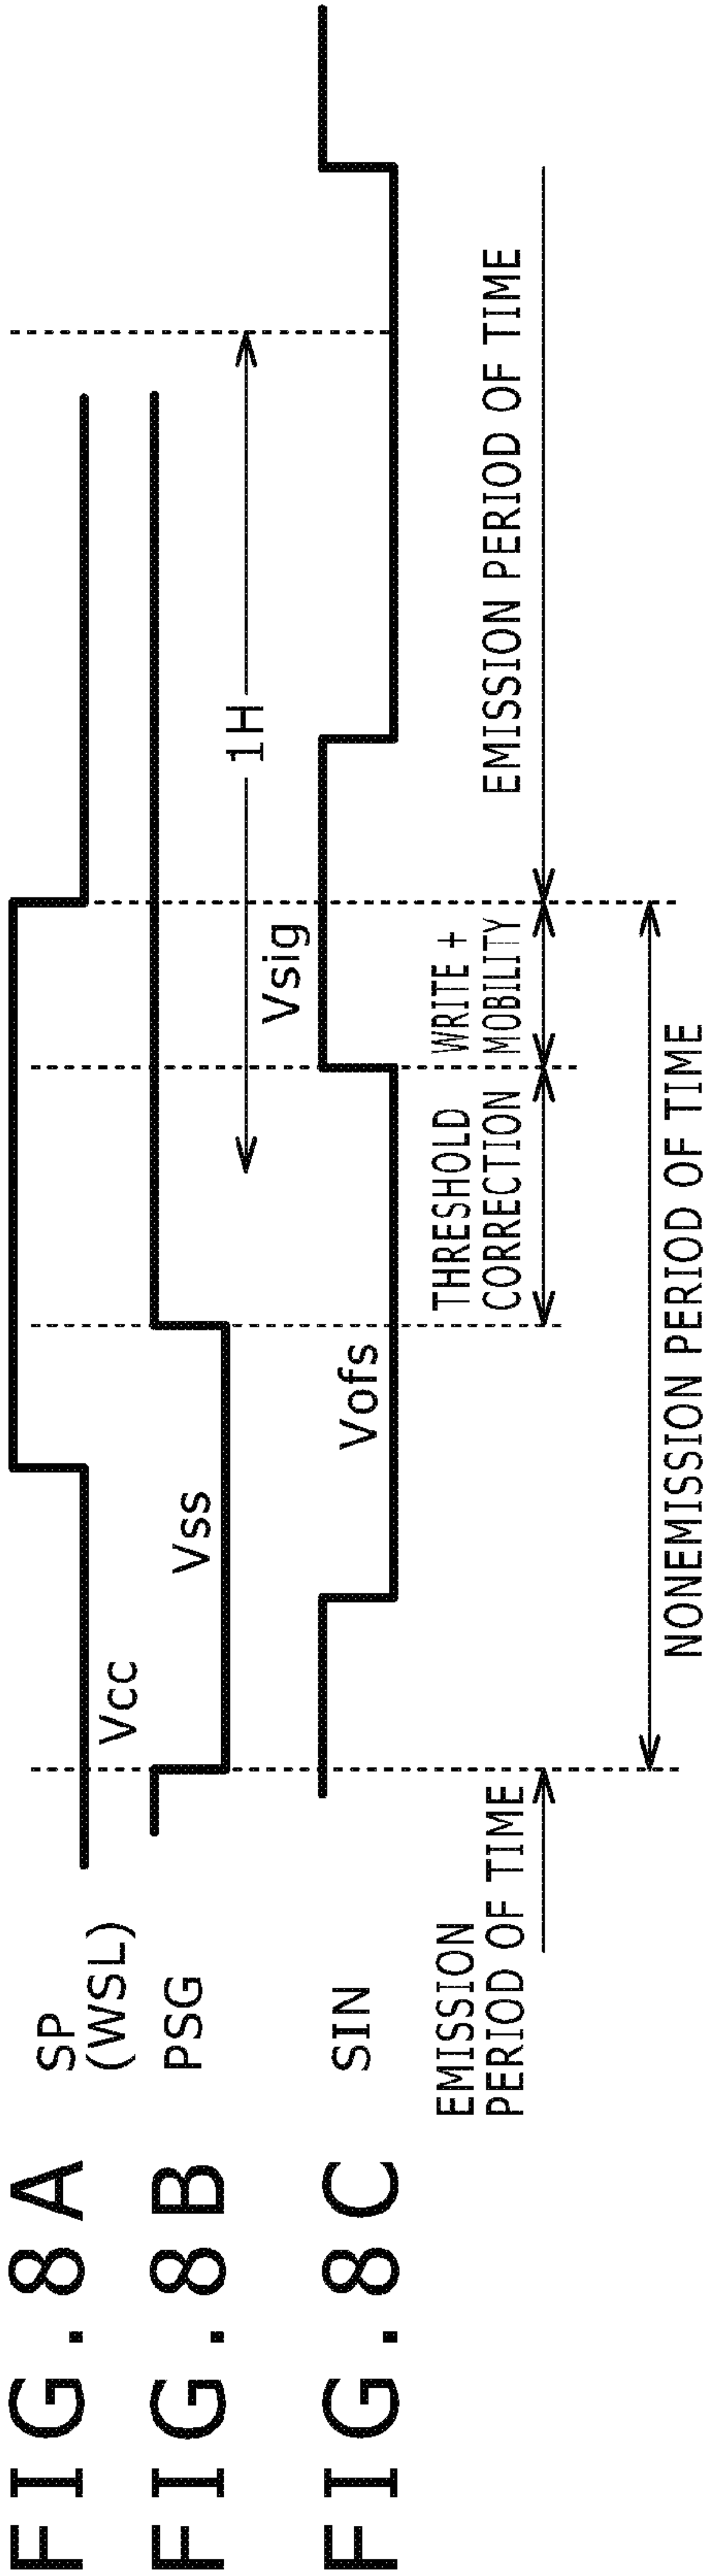 FIG.8A
SP
(WSL)
Vcc
FIG.8B
PSG
Vss
1H
FIG.8C
SIN
Vofs
Vsig
EMISSION
PERIOD OF TIME
THRESHOLD
CORRECTION
WRITE +
MOBILITY
EMISSION PERIOD OF TIME
NONEMISSION PERIOD OF TIME